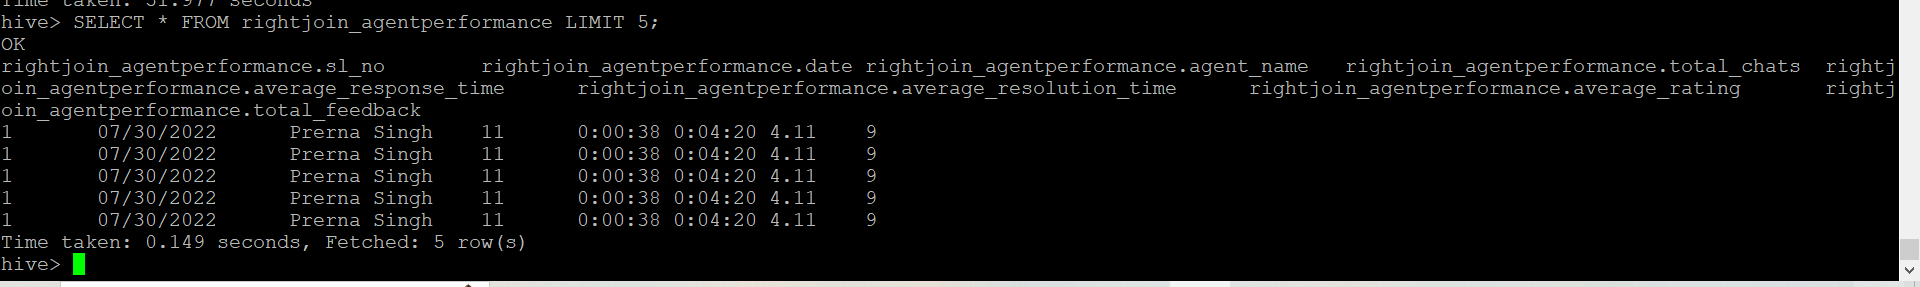 Time taken: 51.977 seconds
hive> SELECT * FROM rightjoin_agentperformance LIMIT 5;
OK
rightjoin_agentperformance.sl_no rightjoin_agentperformance.date rightjoin_agentperformance.agent_name rightjoin_agentperformance.total_chats rightj
oin_agentperformance.average_response_time rightjoin_agentperformance.average_resolution_time rightjoin_agentperformance.average_rating rightj
oin_agentperformance.total_feedback
1 07/30/2022 Prerna Singh 11 0:00:38 0:04:20 4.11 9
1 07/30/2022 Prerna Singh 11 0:00:38 0:04:20 4.11 9
1 07/30/2022 Prerna Singh 11 0:00:38 0:04:20 4.11 9
1 07/30/2022 Prerna Singh 11 0:00:38 0:04:20 4.11 9
1 07/30/2022 Prerna Singh 11 0:00:38 0:04:20 4.11 9
Time taken: 0.149 seconds, Fetched: 5 row(s)
hive>